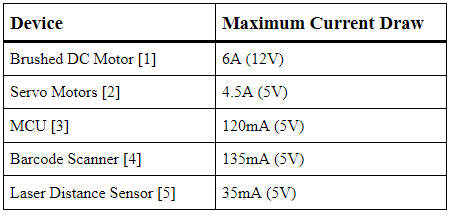 Device Maximum Current Draw
Brushed DC Motor [1] 6A (12V)
Servo Motors [2] 4.5A (5V)
MCU [3] 120mA (5V)
Barcode Scanner [4] 135mA (5V)
Laser Distance Sensor [5] 35mA (5V)